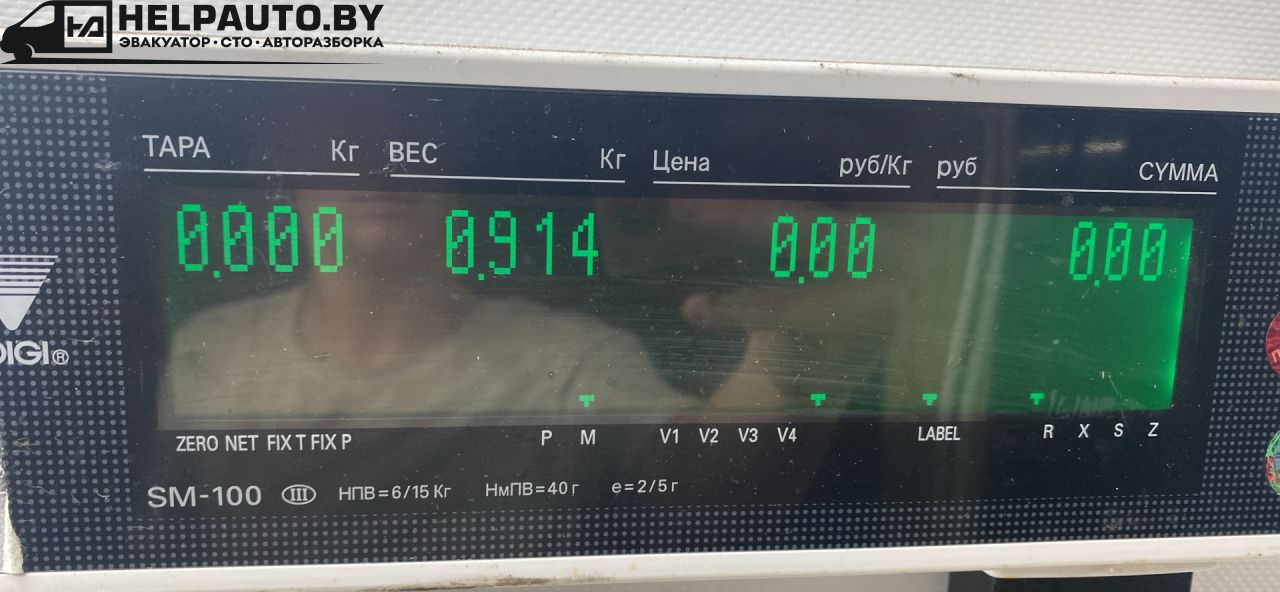 HELPAUTO.BY
ЭВАКУАТОР·СТО·АВТОРАЗБОРКА
ТАРА Кг ВЕС Кг Цена руб/Кг руб СУММА
0.000 0.914 0.00 0.00
DIGI®
ZERO NET FIX T FIX P P M V1 V2 V3 V4 LABEL R X S Z
SM-100 III НПВ=6/15 Кг НмПВ=40 г е=2/5 г